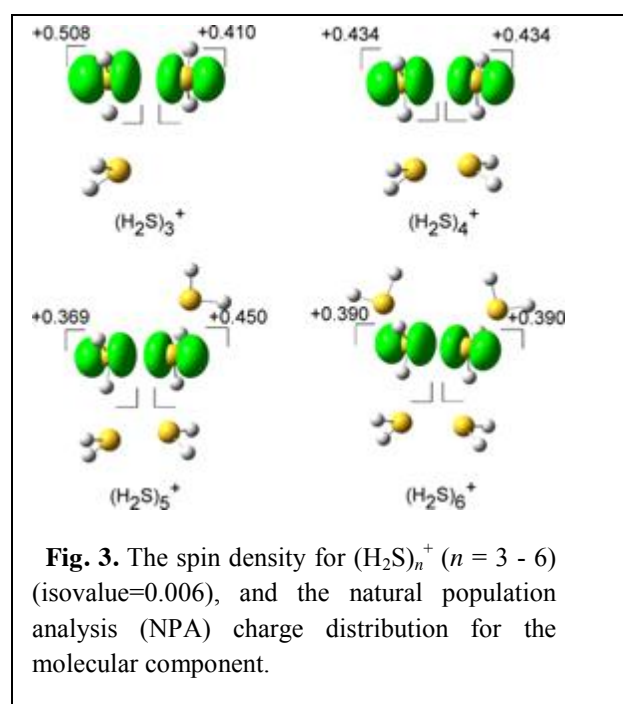 +0.508 +0.410 +0.434 +0.434
(H₂S)₃⁺ (H₂S)₄⁺
+0.369 +0.450 +0.390 +0.390
(H₂S)₅⁺ (H₂S)₆⁺
Fig. 3. The spin density for (H₂S)ₙ⁺ (n = 3 - 6)
(isovalue=0.006), and the natural population
analysis (NPA) charge distribution for the
molecular component.